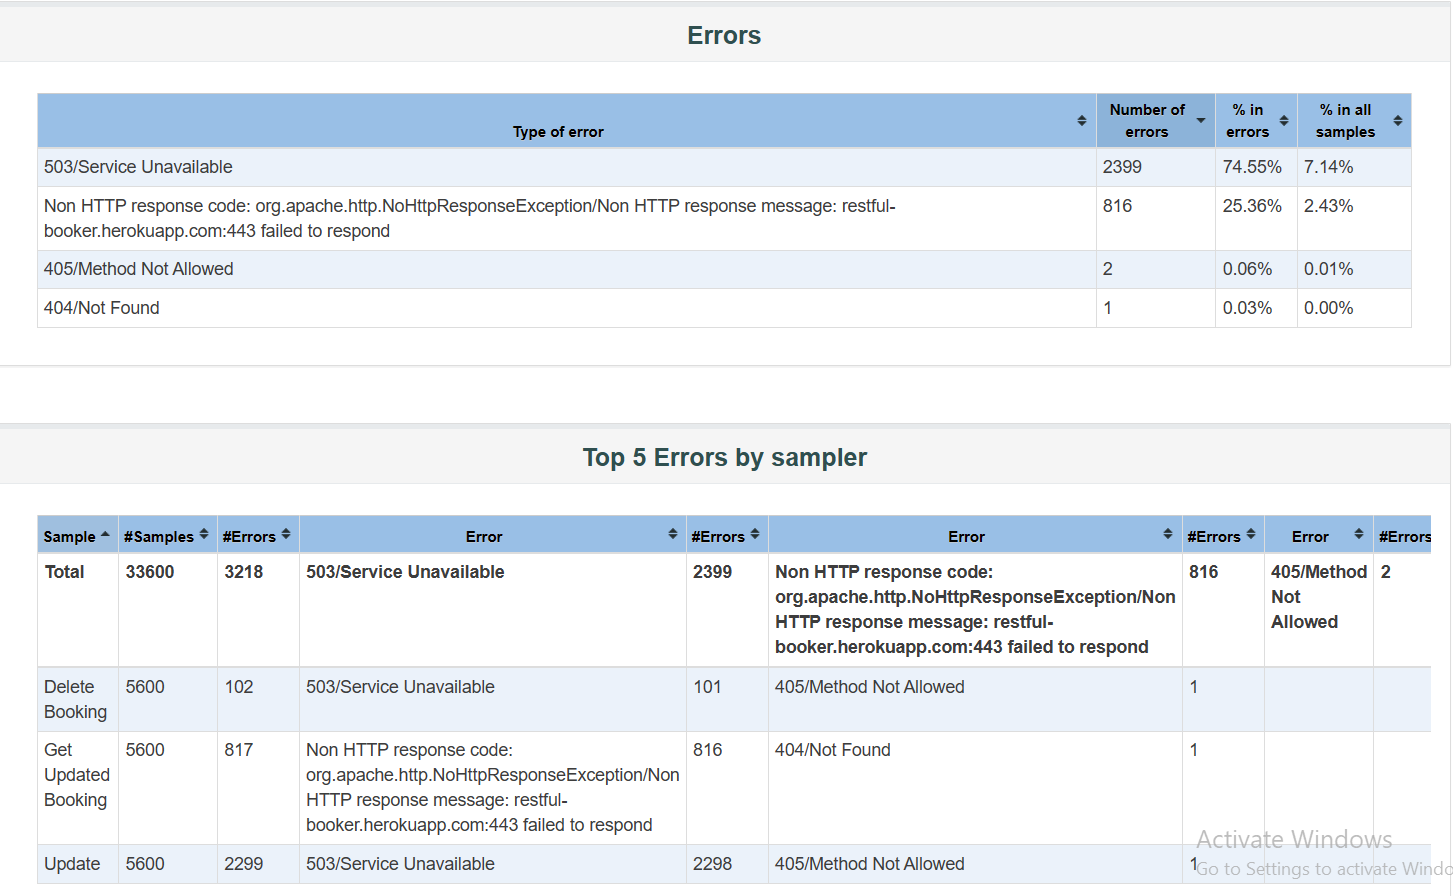 Errors
Type of error
Number of errors
% in errors
% in all samples
503/Service Unavailable 2399 74.55% 7.14%
Non HTTP response code: org.apache.http.NoHttpResponseException/Non HTTP response message: restful-
booker.herokuapp.com:443 failed to respond 816 25.36% 2.43%
405/Method Not Allowed 2 0.06% 0.01%
404/Not Found 1 0.03% 0.00%
Top 5 Errors by sampler
Sample #Samples #Errors Error #Errors Error #Errors Error #Errors
Total 33600 3218 503/Service Unavailable 2399 Non HTTP response code: 816 405/Method 2
org.apache.http.NoHttpResponseException/Non Not
HTTP response message: restful- Allowed
booker.herokuapp.com:443 failed to respond
Delete 5600 102 503/Service Unavailable 101 405/Method Not Allowed 1
Booking
Get 5600 817 Non HTTP response code: 816 404/Not Found 1
Updated org.apache.http.NoHttpResponseException/Non
Booking HTTP response message: restful-
booker.herokuapp.com:443 failed to respond
Update 5600 2299 503/Service Unavailable 2298 405/Method Not Allowed 1
Activate Windows
Go to Settings to activate Windo